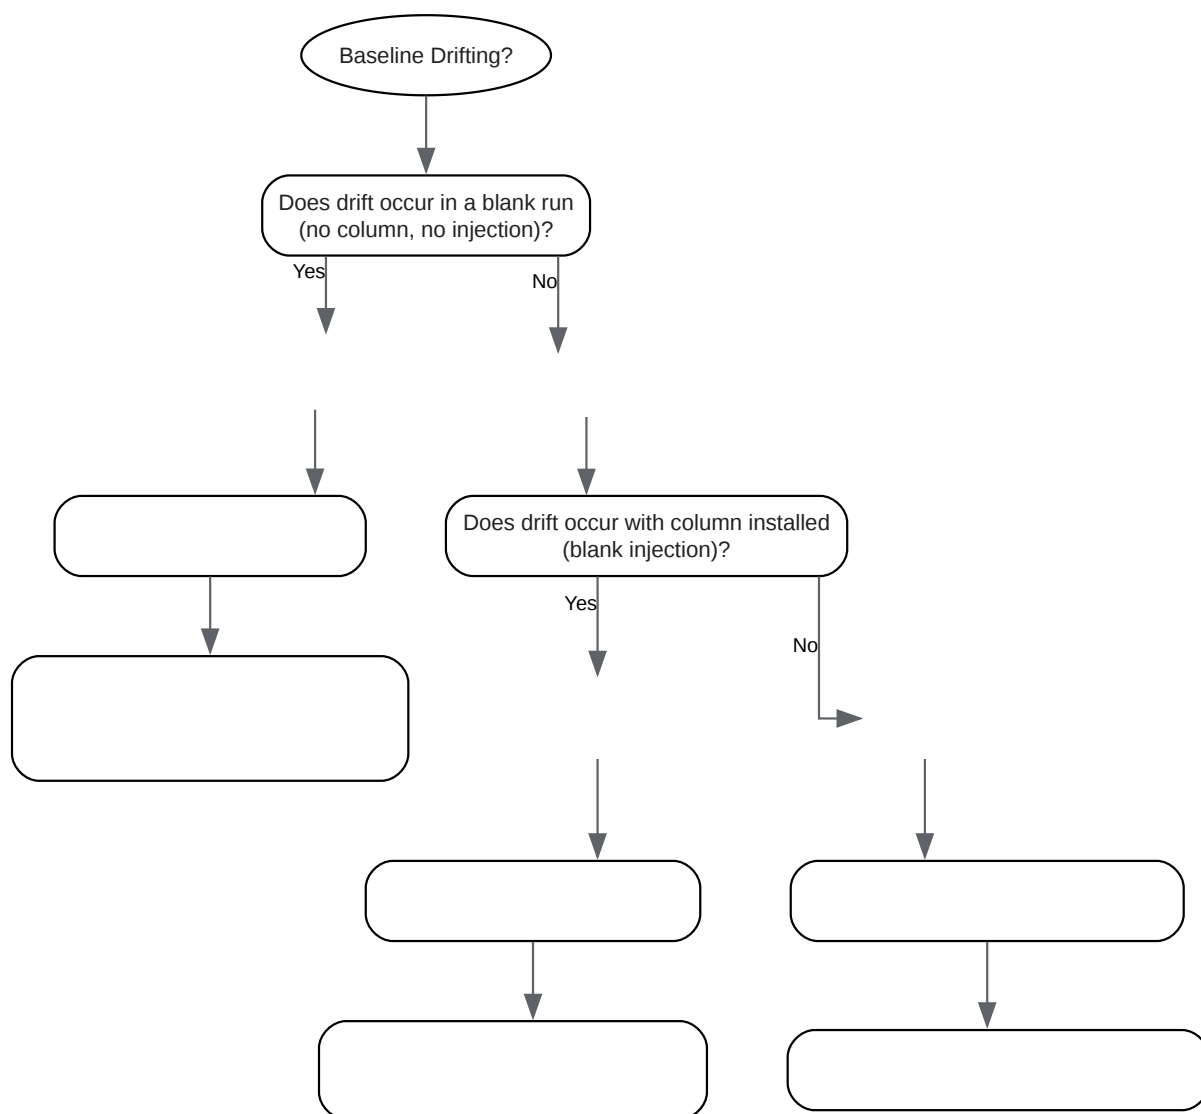 Baseline Drifting?
Does drift occur in a blank run
(no column, no injection)?
Yes
No
Does drift occur with column installed
(blank injection)?
Yes
No